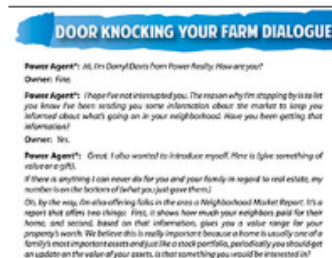 DOOR KNOCKING YOUR FARM DIALOGUE
Power Agent®: Hi, I'm Darryl Davis from Power Realty. How are you?
Owner: Fine.
Power Agent®: I hope I've not interrupted you. The reason why I'm stopping by is to let
you know I've been sending you some information about the market to keep you
informed about what's going on in your neighborhood. Have you been getting that
information?
Owner: Yes.
Power Agent®: Great. I also wanted to introduce myself. Here is (give something of
value or a gift).
If there is anything I can ever do for you and your family in regard to real estate, my
number is on the bottom of (what you just gave them.)
Oh, by the way, I'm also offering folks in the area a Neighborhood Market Report. It's a
report that offers two things: First, it shows how much your neighbors paid for their
home, and second, based on that information, gives you a value range for your
property's worth. We believe this is really important because a home is usually one of a
family's most important assets and just like a stock portfolio, periodically you should get
an update on the value of your assets. Is that something you would be interested in?